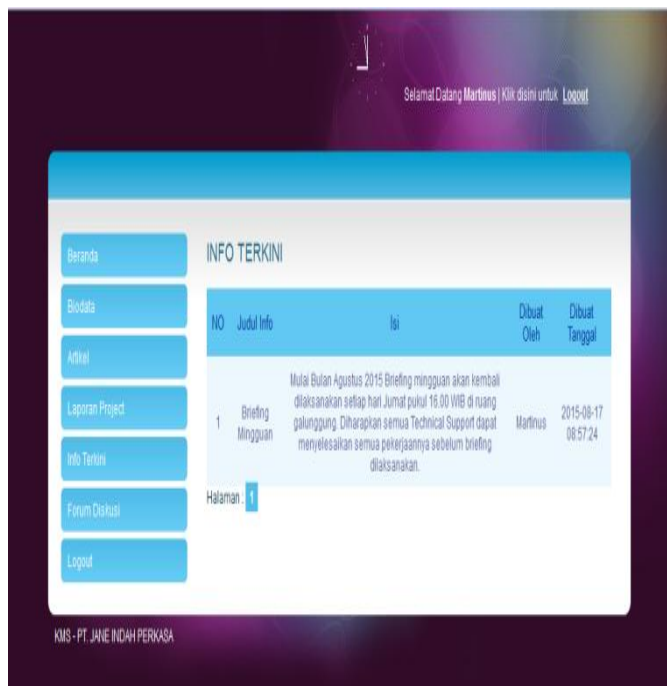 Selamat Datang Martinus | Klik disini untuk Logout
Beranda
Biodata
Artikel
Laporan Project
Info Terkini
Forum Diskusi
Logout
INFO TERKINI
NO Judul Info Isi Dibuat Oleh Dibuat Tanggal
1 Briefing Mingguan
Mulai Bulan Agustus 2015 Briefing mingguan akan kembali
dilaksanakan setiap hari Jumat pukul 16.00 WIB di ruang
galunggung. Diharapkan semua Technical Support dapat
menyelesaikan semua pekerjaannya sebelum briefing
dilaksanakan.
Martinus
2015-08-17
08:57:24
Halaman : 1
KMS - PT. JANE INDAH PERKASA